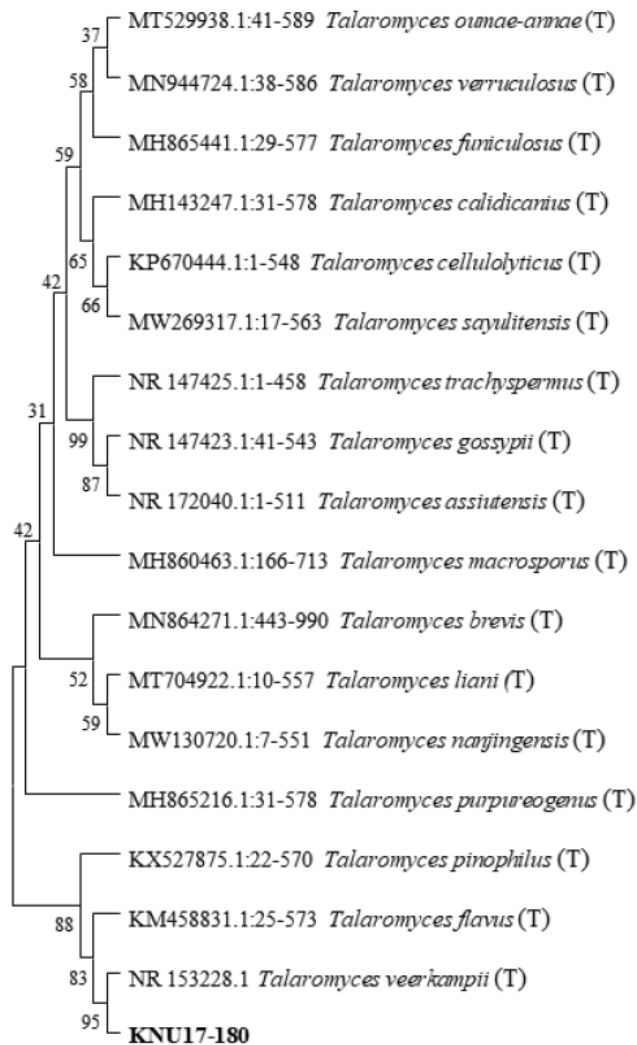 MT529938.1:41-589 Talaromyces oumae-annae (T)
37
MN944724.1:38-586 Talaromyces verruculosus (T)
58
MH865441.1:29-577 Talaromyces funiculosus (T)
59
MH143247.1:31-578 Talaromyces calidicanius (T)
KP670444.1:1-548 Talaromyces cellulolyticus (T)
65
42
66
MW269317.1:17-563 Talaromyces sayulitensis (T)
NR 147425.1:1-458 Talaromyces trachyspermus (T)
31
NR 147423.1:41-543 Talaromyces gossypii (T)
99
87
NR 172040.1:1-511 Talaromyces assiutensis (T)
42
MH860463.1:166-713 Talaromyces macrosporus (T)
MN864271.1:443-990 Talaromyces brevis (T)
52
MT704922.1:10-557 Talaromyces liani (T)
59
MW130720.1:7-551 Talaromyces nanjingensis (T)
MH865216.1:31-578 Talaromyces purpureogenus (T)
KX527875.1:22-570 Talaromyces pinophilus (T)
88
KM458831.1:25-573 Talaromyces flavus (T)
83
NR 153228.1 Talaromyces veerkampii (T)
95
KNU17-180